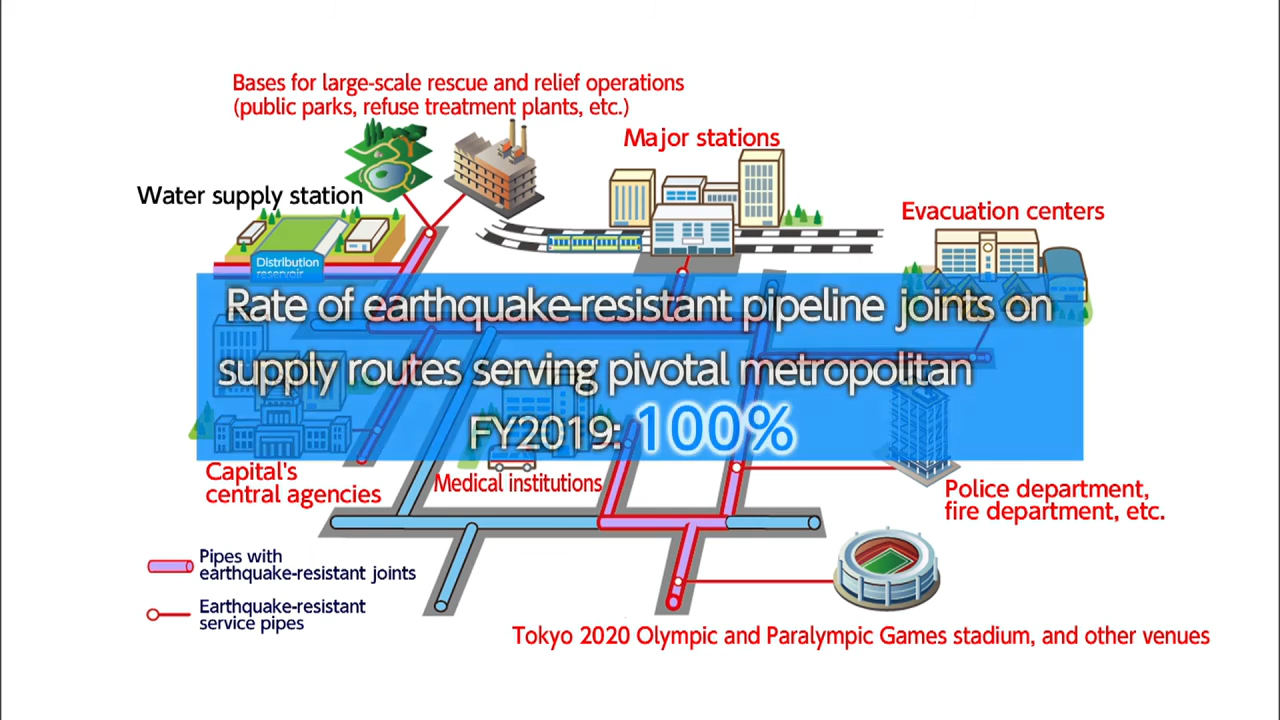 Bases for large-scale rescue and relief operations
(public parks, refuse treatment plants, etc.)
Major stations
Water supply station
Evacuation centers
Distribution
reservoir
Rate of earthquake-resistant pipeline joints on
supply routes serving pivotal metropolitan
FY2019: 100%
Capital's
central agencies
Medical institutions
Police department,
fire department, etc.
Pipes with
earthquake-resistant joints
Earthquake-resistant
service pipes
Tokyo 2020 Olympic and Paralympic Games stadium, and other venues